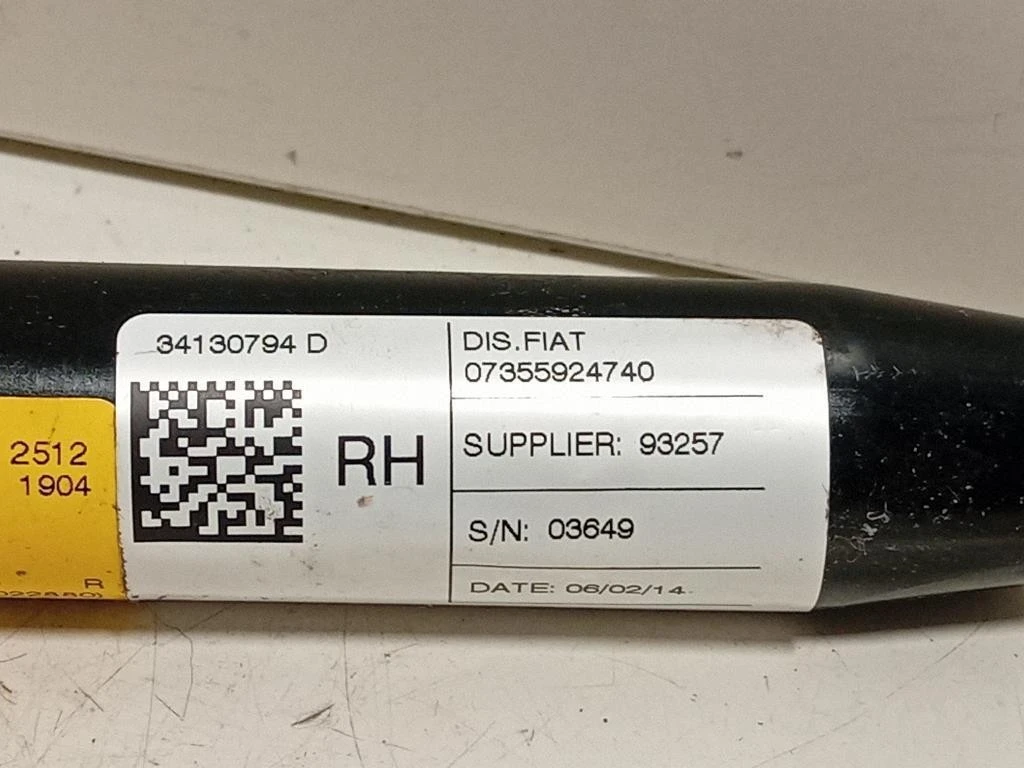 2512
1904
R
34130794 D
RH
DIS.FIAT
07355924740
SUPPLIER: 93257
S/N: 03649
DATE: 06/02/14